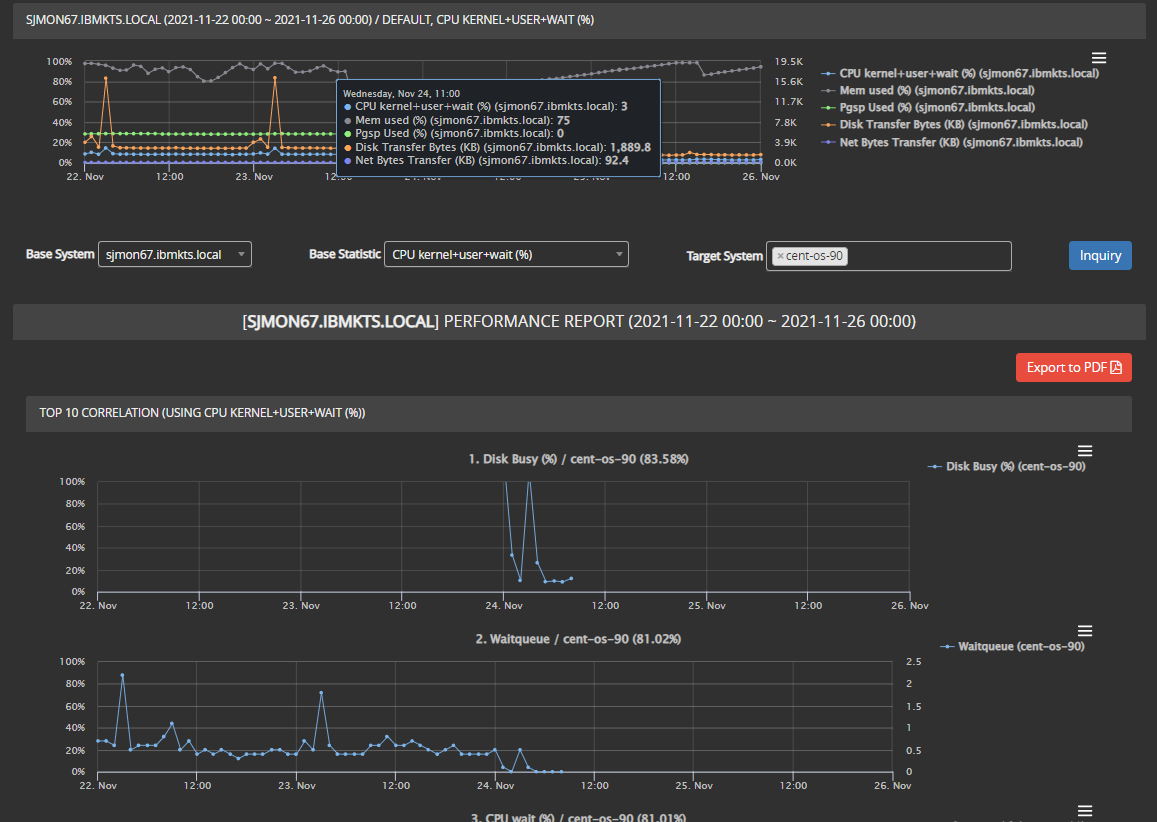 SJMON67.IBMKTS.LOCAL (2021-11-22 00:00 ~ 2021-11-26 00:00) / DEFAULT, CPU KERNEL+USER+WAIT (%)
100%
80%
60%
40%
20%
0%
19.5K
15.6K
11.7K
7.8K
3.9K
0.0K
22. Nov
12:00
23. Nov
12:00
26. Nov
CPU kernel+user+wait (%) (sjmon67.ibmkts.local)
Mem used (%) (sjmon67.ibmkts.local)
Pgsp Used (%) (sjmon67.ibmkts.local)
Disk Transfer Bytes (KB) (sjmon67.ibmkts.local)
Net Bytes Transfer (KB) (sjmon67.ibmkts.local)
Wednesday, Nov 24, 11:00
CPU kernel+user+wait (%) (sjmon67.ibmkts.local): 3
Mem used (%) (sjmon67.ibmkts.local): 75
Pgsp Used (%) (sjmon67.ibmkts.local): 0
Disk Transfer Bytes (KB) (sjmon67.ibmkts.local): 1,889.8
Net Bytes Transfer (KB) (sjmon67.ibmkts.local): 92.4
Base System sjmon67.ibmkts.local Base Statistic CPU kernel+user+wait (%) Target System × cent-os-90 Inquiry
[SJMON67.IBMKTS.LOCAL] PERFORMANCE REPORT (2021-11-22 00:00 ~ 2021-11-26 00:00)
Export to PDF
TOP 10 CORRELATION (USING CPU KERNEL+USER+WAIT (%))
1. Disk Busy (%) / cent-os-90 (83.58%)
Disk Busy (%) (cent-os-90)
100%
80%
60%
40%
20%
0%
22. Nov 12:00 23. Nov 12:00 24. Nov 12:00 25. Nov 12:00 26. Nov
2. Waitqueue / cent-os-90 (81.02%)
Waitqueue (cent-os-90)
100%
80%
60%
40%
20%
0%
2.5
2
1.5
1
0.5
0
22. Nov 12:00 23. Nov 12:00 24. Nov 12:00 25. Nov 12:00 26. Nov
3. CPU wait (%) / cent-os-90 (81.01%)